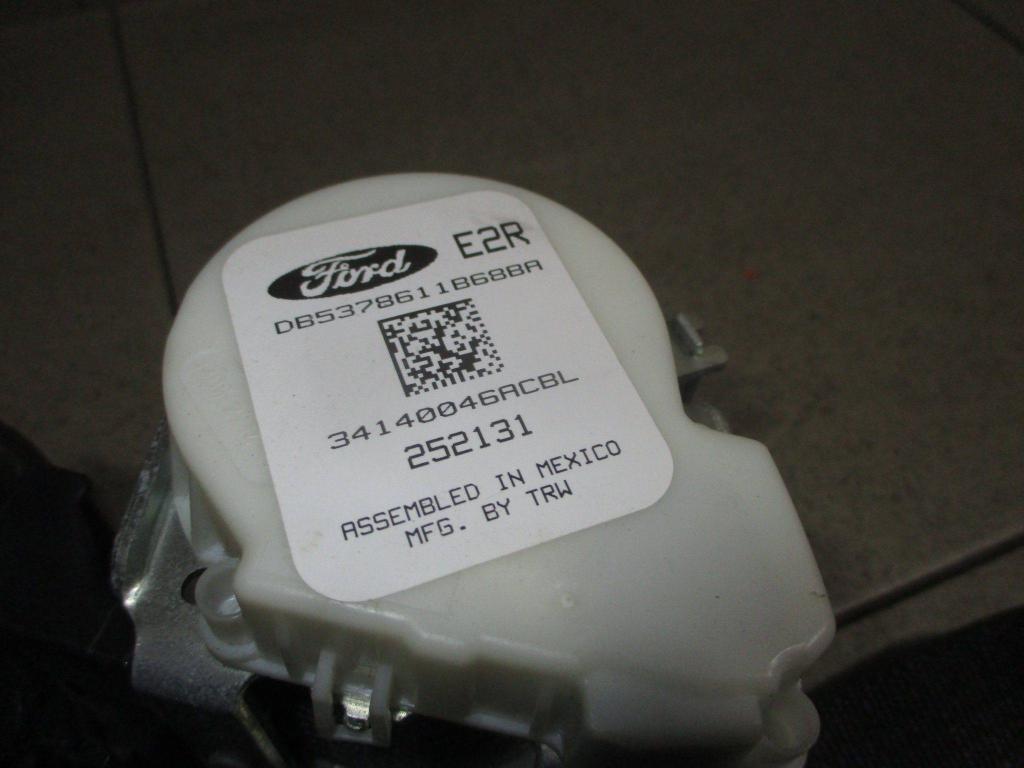 Ford E2R
DB5378611B68BA
34140046ACBL
252131
ASSEMBLED IN MEXICO
MFG. BY TRW